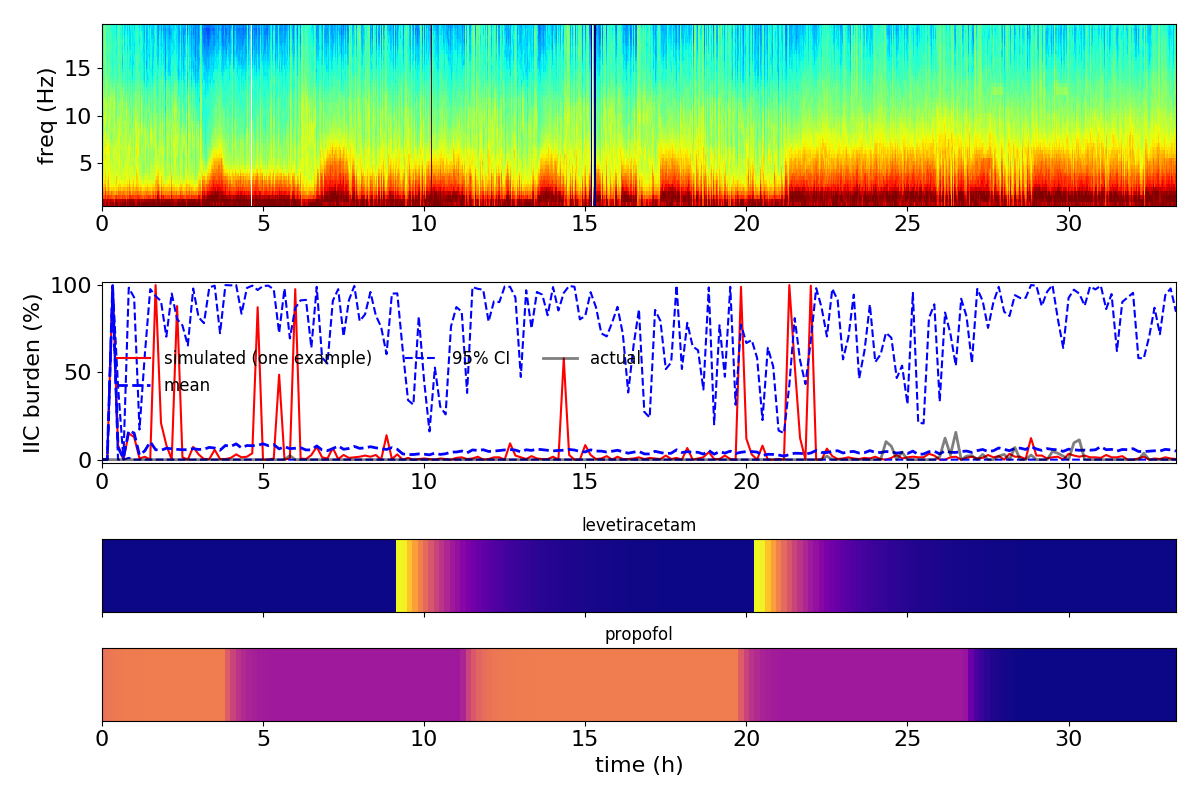 freq (Hz)
15
10
5
0 5 10 15 20 25 30
IIC burden (%)
100
50
0
simulated (one example) 95% CI actual
mean
0 5 10 15 20 25 30
levetiracetam
propofol
0 5 10 15 20 25 30
time (h)